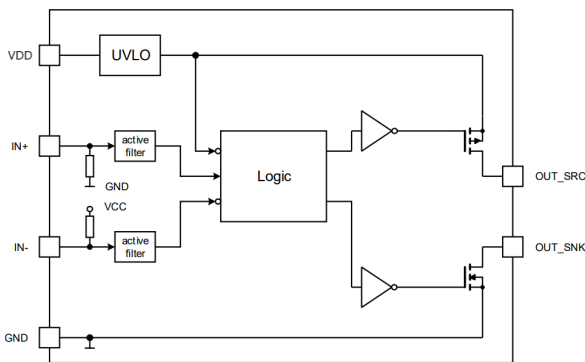 VDD
UVLO
IN+
active
filter
GND
VCC
Logic
OUT_SRC
IN-
active
filter
OUT_SNK
GND